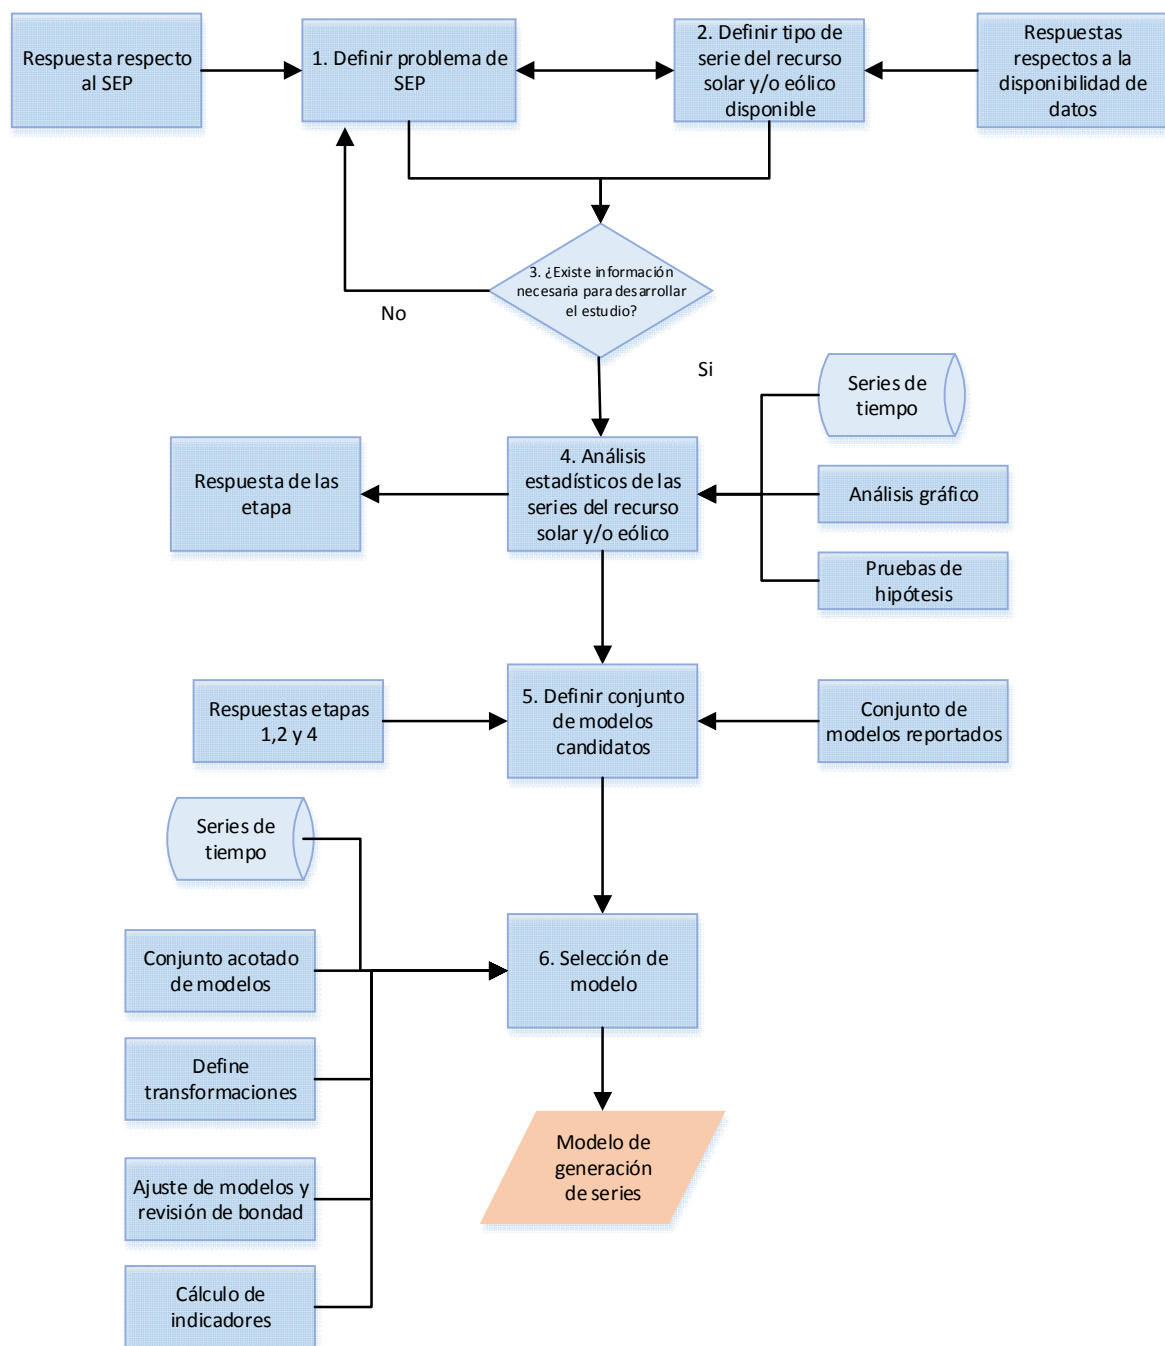 Respuesta respecto
al SEP
1. Definir problema de
SEP
2. Definir tipo de
serie del recurso
solar y/o eólico
disponible
Respuestas
respectos a la
disponibilidad de
datos
3. ¿Existe información
necesaria para desarrollar
el estudio?
No
Si
Series de
tiempo
Respuesta de las
etapa
4. Análisis
estadísticos de las
series del recurso
solar y/o eólico
Análisis gráfico
Pruebas de
hipótesis
Respuestas etapas
1,2 y 4
5. Definir conjunto
de modelos
candidatos
Conjunto de
modelos reportados
Series de
tiempo
Conjunto acotado
de modelos
6. Selección de
modelo
Define
transformaciones
Modelo de
generación
de series
Ajuste de modelos y
revisión de bondad
Cálculo de
indicadores